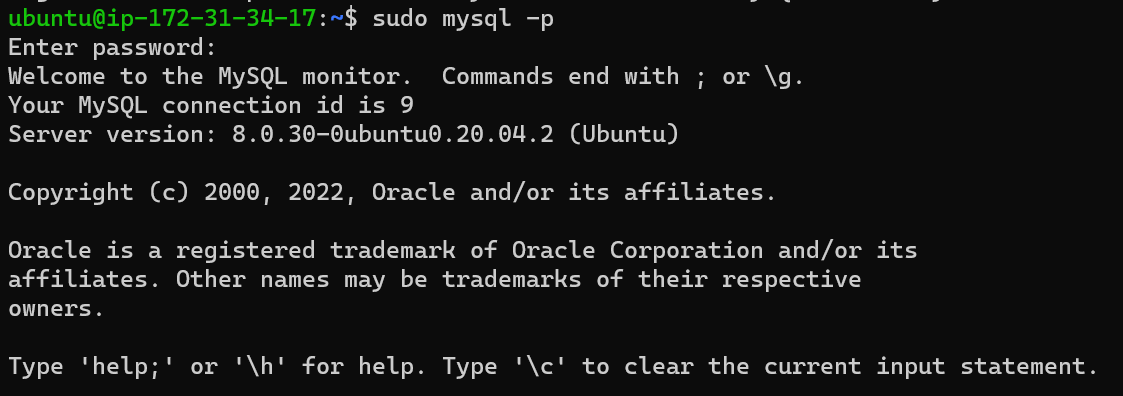 ubuntu@ip-172-31-34-17:~$ sudo mysql -p
Enter password:
Welcome to the MySQL monitor.  Commands end with ; or \g.
Your MySQL connection id is 9
Server version: 8.0.30-0ubuntu0.20.04.2 (Ubuntu)

Copyright (c) 2000, 2022, Oracle and/or its affiliates.

Oracle is a registered trademark of Oracle Corporation and/or its
affiliates. Other names may be trademarks of their respective
owners.

Type 'help;' or '\h' for help. Type '\c' to clear the current input statement.